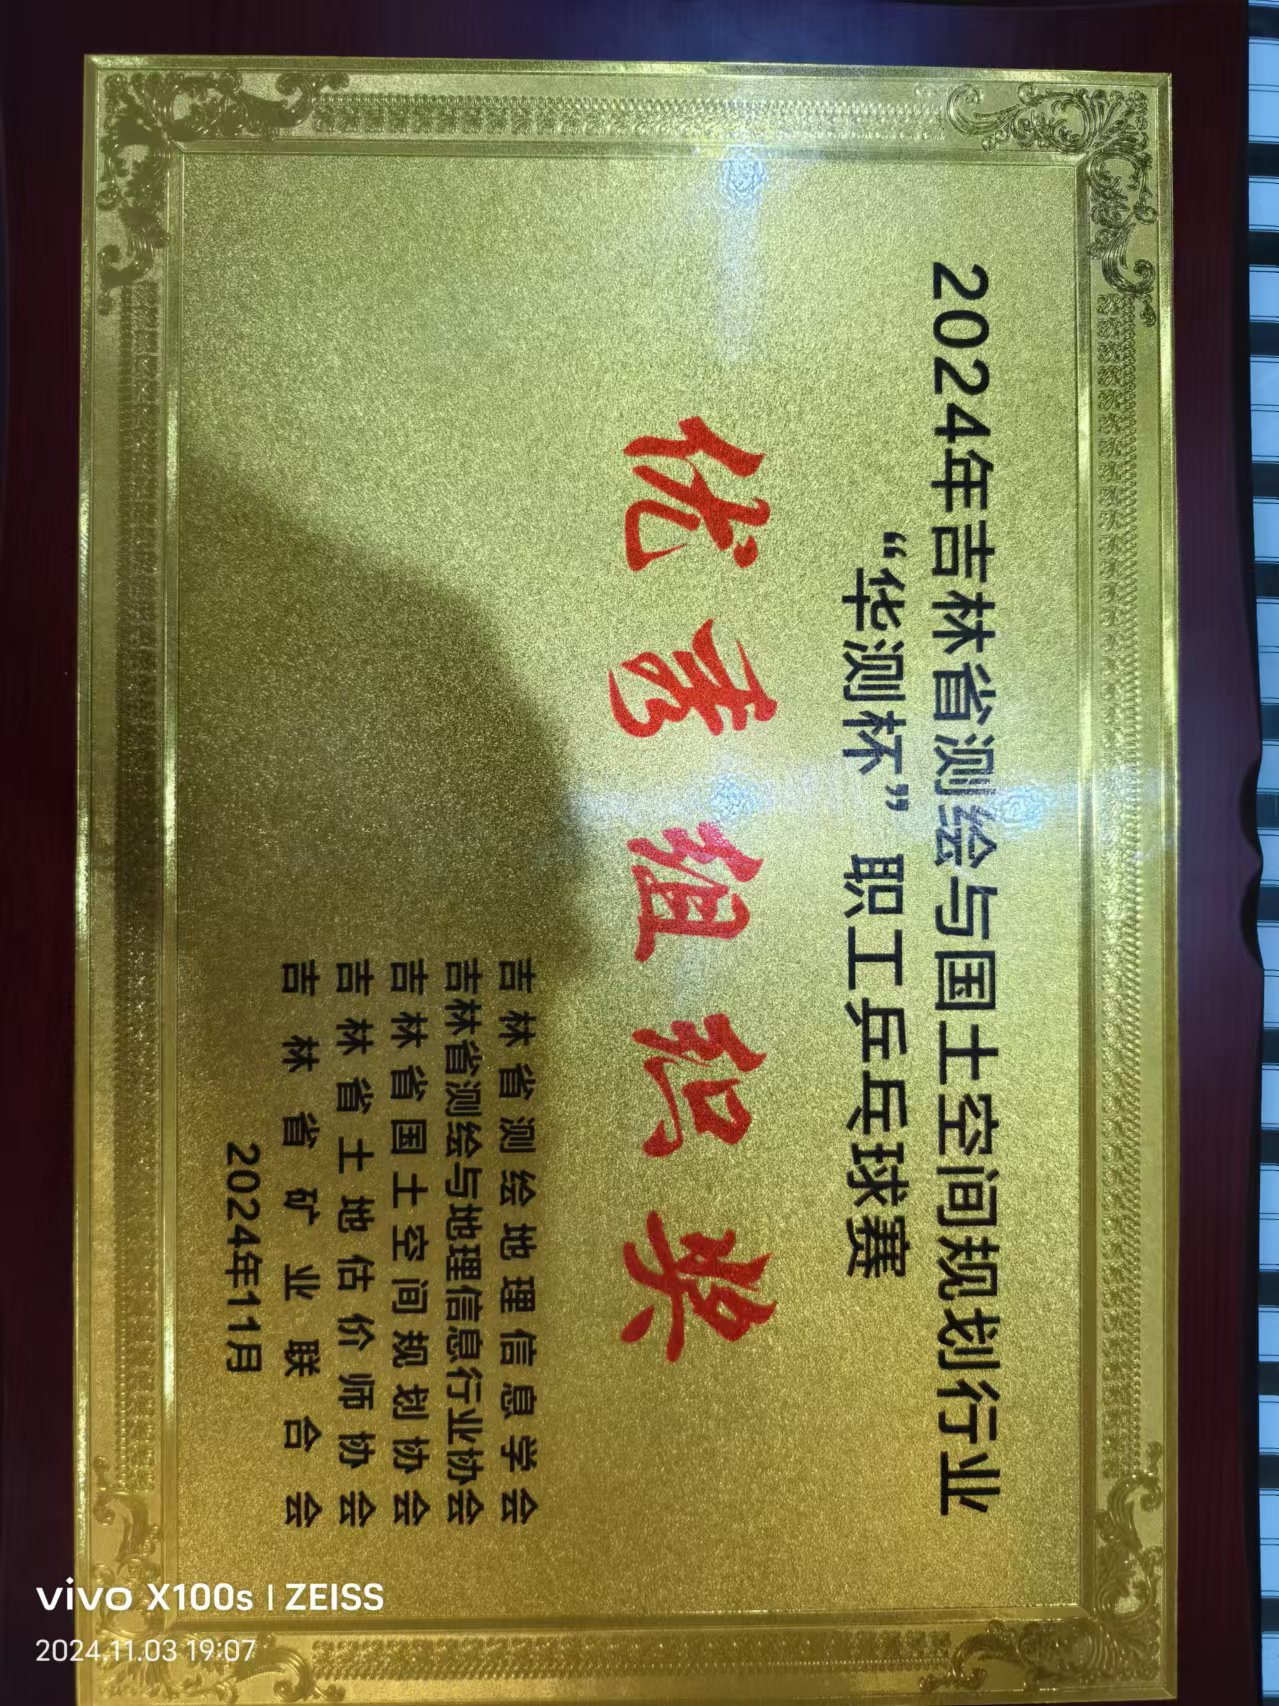 2024年吉林省测绘与国土空间规划行业
“华测杯”职工乒乓球赛
优秀组织奖
吉林省测绘地理信息学会
吉林省测绘与地理信息行业协会
吉林省国土空间规划协会
吉林省土地估价师协会
吉林省矿业联合会
2024年11月
vivo X100s | ZEISS
2024.11.03 19:07